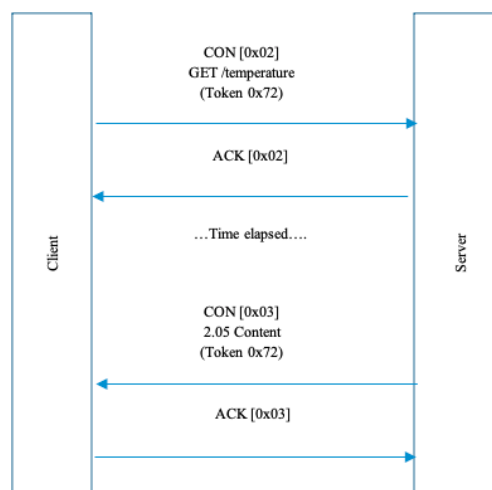 CON [0x02]
GET /temperature
(Token 0x72)
ACK [0x02]
…Time elapsed….
Client
Server
CON [0x03]
2.05 Content
(Token 0x72)
ACK [0x03]